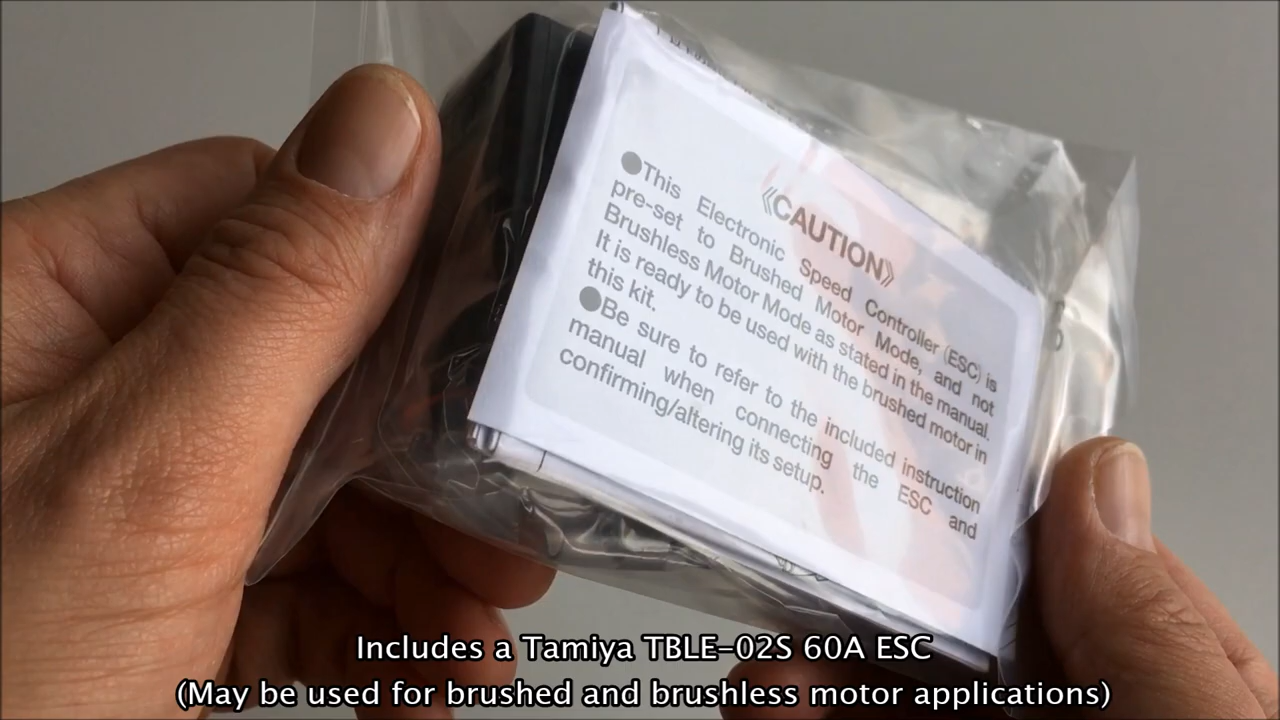 《CAUTION》
●This Electronic Speed Controller (ESC) is
pre-set to Brushed Motor Mode, and not
Brushless Motor Mode as stated in the manual.
It is ready to be used with the brushed motor in
this kit.
●Be sure to refer to the included instruction
manual when connecting the ESC and
confirming/altering its setup.
Includes a Tamiya TBLE-02S 60A ESC
(May be used for brushed and brushless motor applications)